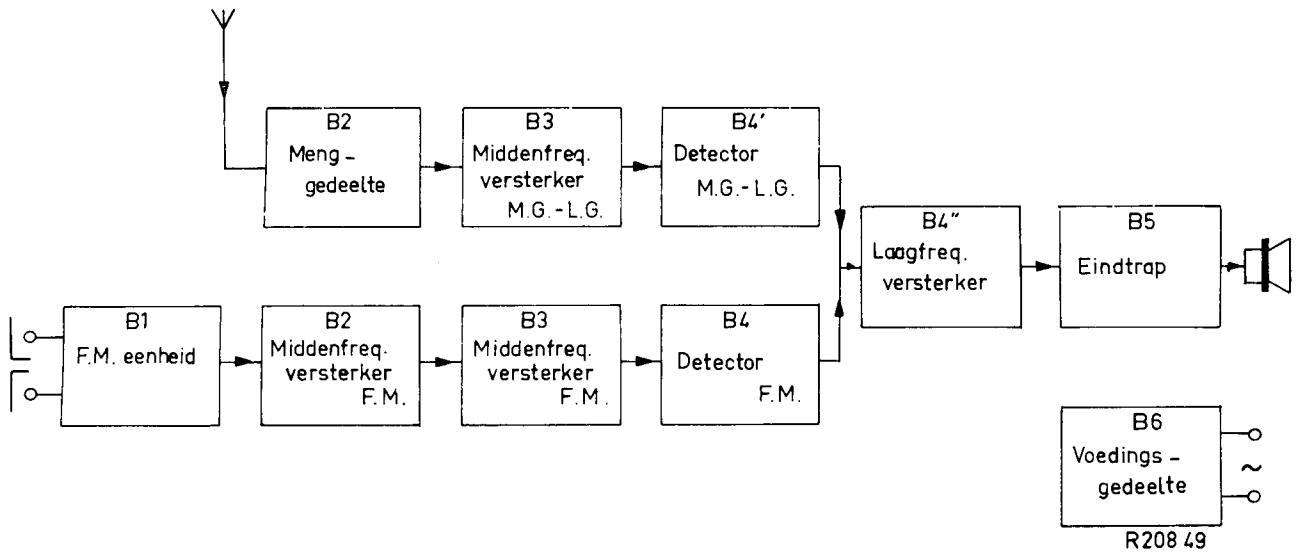 B2
Meng-
gedeelte
B3
Middenfreq.
versterker
M.G.-L.G.
B4'
Detector
M.G.-L.G.
B4"
Laagfreq.
versterker
B5
Eindtrap
B1
F.M. eenheid
B2
Middenfreq.
versterker
F.M.
B3
Middenfreq.
versterker
F.M.
B4
Detector
F.M.
B6
Voedings-
gedeelte
~
R208 49